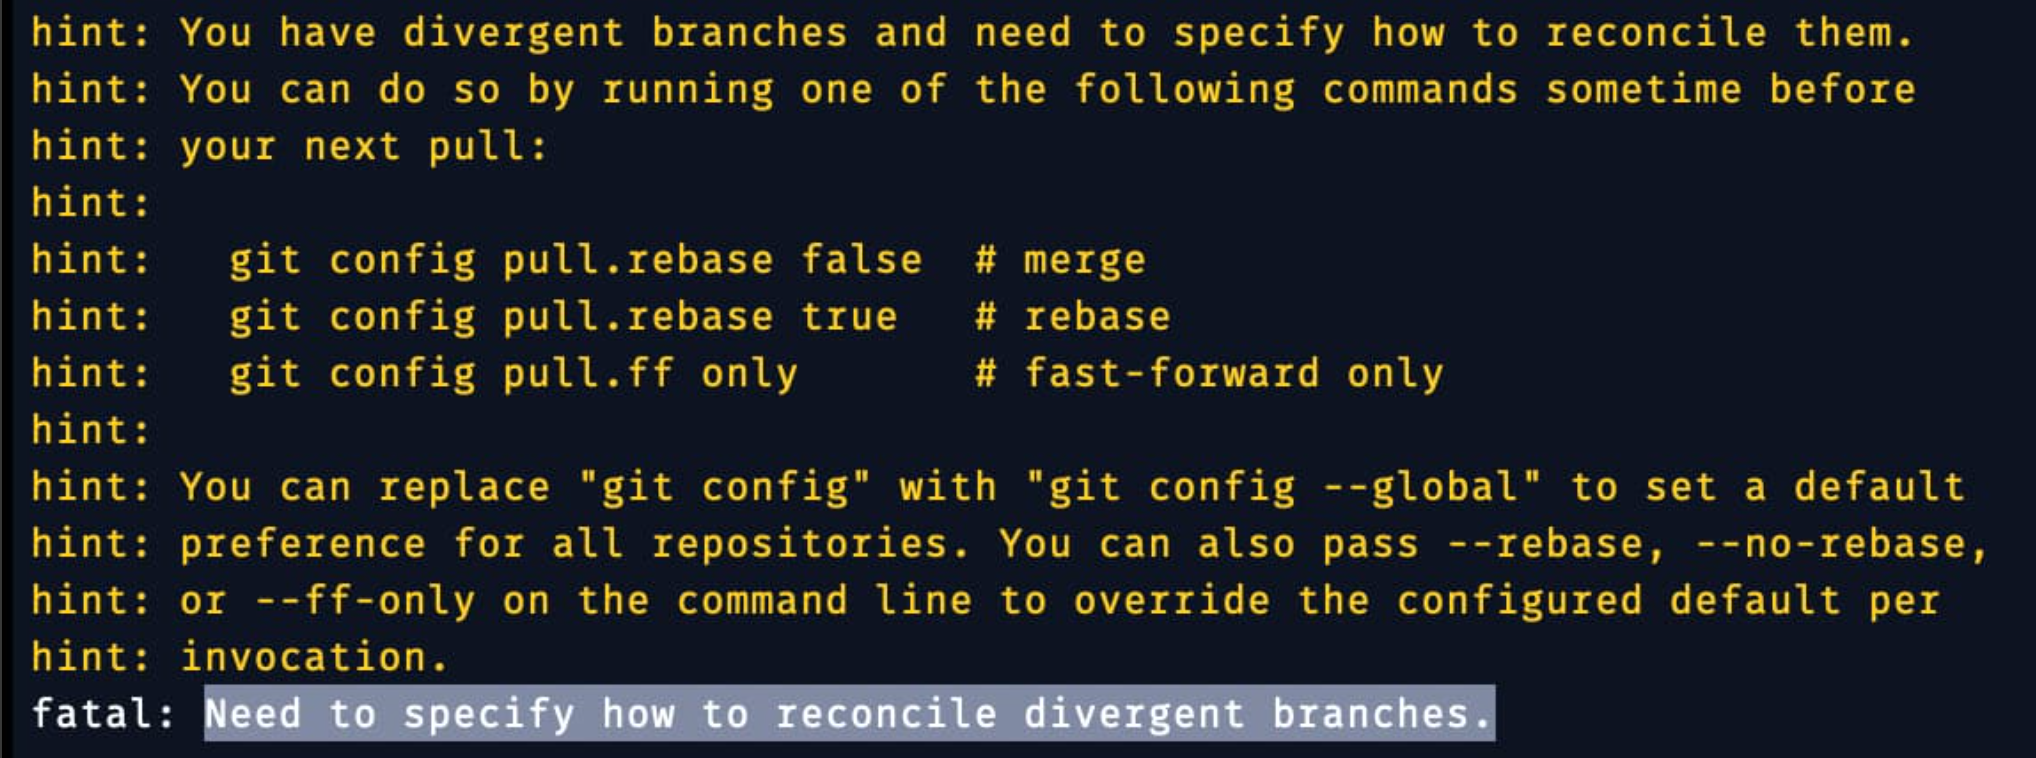 hint: You have divergent branches and need to specify how to reconcile them.
hint: You can do so by running one of the following commands sometime before
hint: your next pull:
hint:
hint:   git config pull.rebase false  # merge
hint:   git config pull.rebase true   # rebase
hint:   git config pull.ff only       # fast-forward only
hint:
hint: You can replace "git config" with "git config --global" to set a default
hint: preference for all repositories. You can also pass --rebase, --no-rebase,
hint: or --ff-only on the command line to override the configured default per
hint: invocation.
fatal: Need to specify how to reconcile divergent branches.